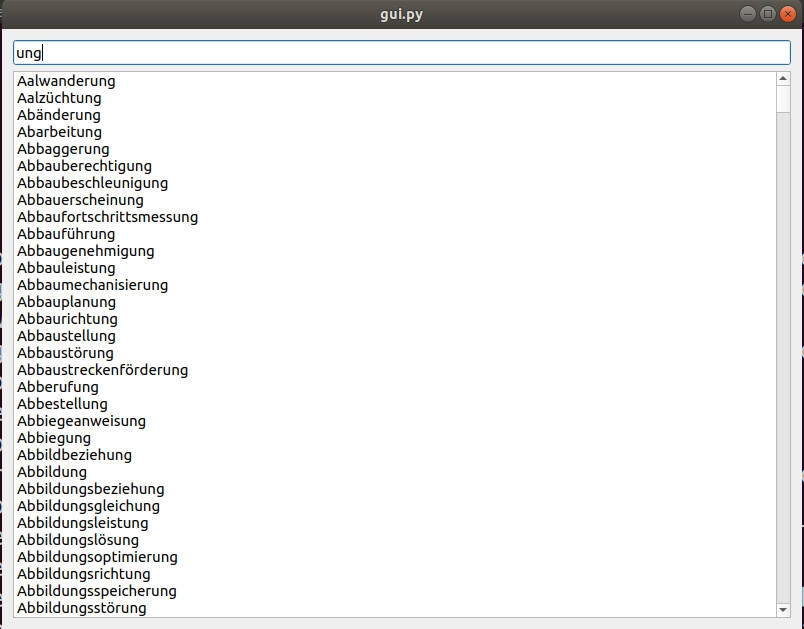 gui.py
ung
Aalwanderung
Aalzüchtung
Abänderung
Abarbeitung
Abbaggerung
Abbauberechtigung
Abbaubeschleunigung
Abbauerscheinung
Abbaufortschrittsmessung
Abbauführung
Abbaugenehmigung
Abbauleistung
Abbaumechanisierung
Abbauplanung
Abbaurichtung
Abbaustellung
Abbaustörung
Abbaustreckenförderung
Abberufung
Abbestellung
Abbiegeanweisung
Abbiegung
Abbildbeziehung
Abbildung
Abbildungsbeziehung
Abbildungsgleichung
Abbildungsleistung
Abbildungslösung
Abbildungsoptimierung
Abbildungsrichtung
Abbildungsspeicherung
Abbildungsstörung